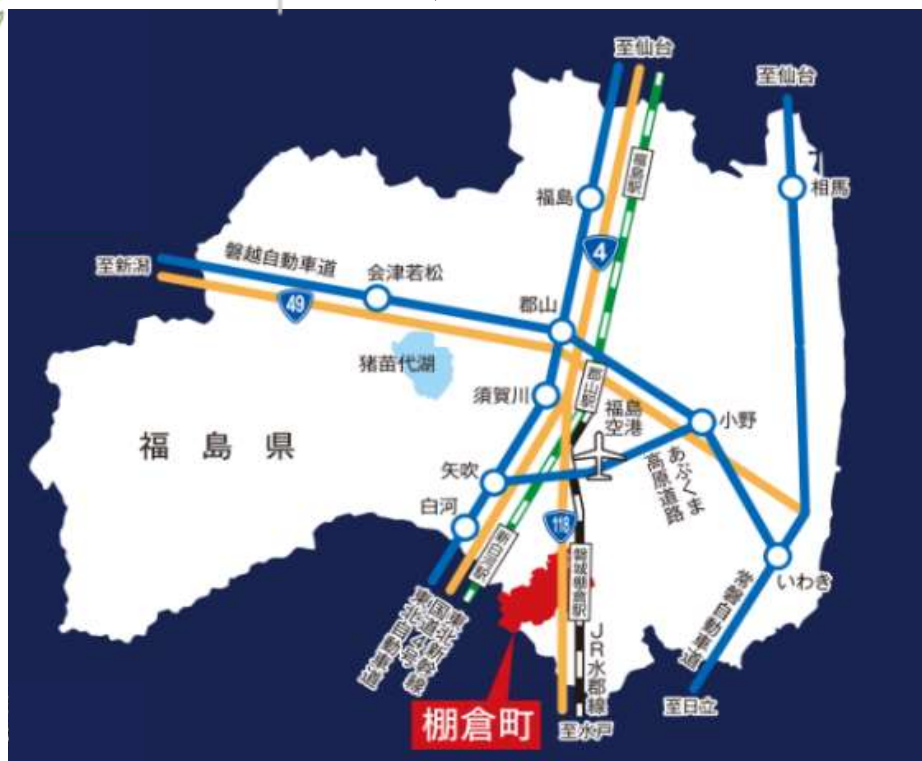 至仙台
至仙台
福島駅
相馬
福島
4
磐越自動車道
至新潟
会津若松
49
郡山
猪苗代湖
須賀川
郡山駅
福島
空港
小野
福島県
あぶくま
高原道路
矢吹
白河
118
新白河駅
磐城棚倉駅
いわき
常磐自動車道
東北新幹線
国道4号
東北自動車道
JR水郡線
棚倉町
至水戸
至日立